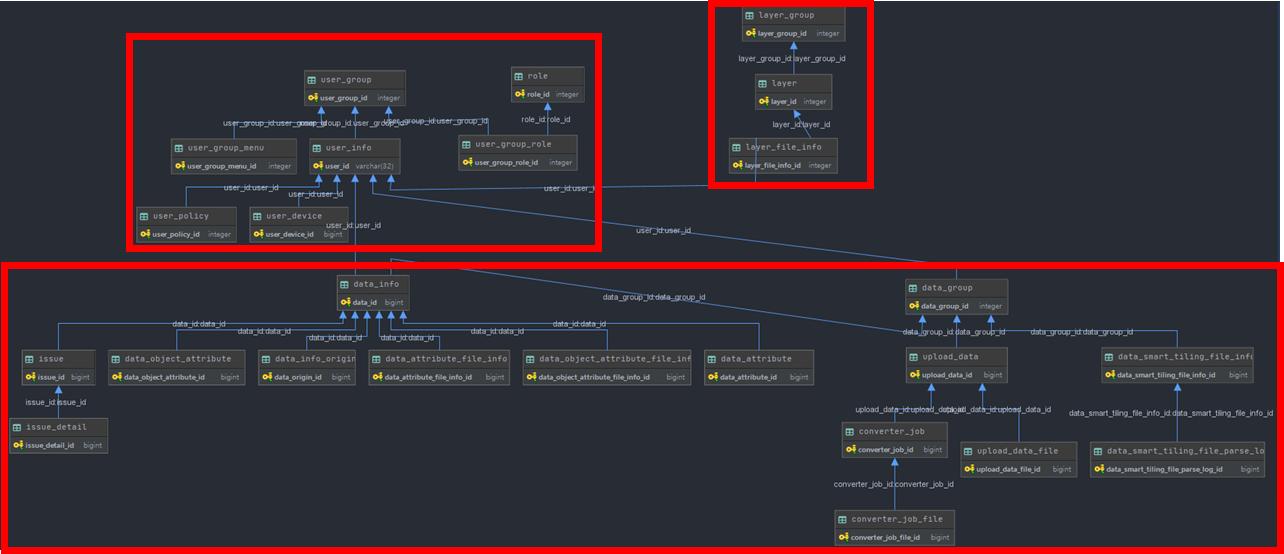 layer_group
layer_group_id integer
layer_group_id:layer_group_id
layer
layer_id integer
layer_id:layer_id
layer_file_info
layer_file_info_id integer
user_group
user_group_id integer
role
role_id integer
role_id:role_id
user_group_id:user_group_id
user_group_id:user_group_id
user_group_id:user_group_id
user_group_menu
user_group_menu_id integer
user_info
user_id varchar(32)
user_group_role
user_group_role_id integer
user_id:user_id
user_id:user_id
user_id:user_id
user_policy
user_policy_id integer
user_device
user_device_id bigint
user_id:user_id
user_id:user_id
data_info
data_id bigint
data_group_id:data_group_id
data_group
data_group_id integer
data_id:data_id
data_id:data_id
data_id:data_id
data_id:data_id
data_id:data_id
data_group_id:data_group_id
data_group_id:data_group_id
issue
issue_id bigint
data_object_attribute
data_object_attribute_id bigint
data_info_origin
data_origin_id bigint
data_attribute_file_info
data_attribute_file_info_id bigint
data_object_attribute_file_inf
data_object_attribute_file_info_id bigint
data_attribute
data_attribute_id bigint
upload_data
upload_data_id bigint
data_smart_tiling_file_info
data_smart_tiling_file_info_id bigint
issue_id:issue_id
issue_detail
issue_detail_id bigint
upload_data_id:upload_data_id
upload_data_id:upload_data_id
data_smart_tiling_file_info_id:data_smart_tiling_file_info_id
converter_job
converter_job_id bigint
upload_data_file
upload_data_file_id bigint
data_smart_tiling_file_parse_lo
data_smart_tiling_file_parse_log_id bigint
converter_job_id:converter_job_id
converter_job_file
converter_job_file_id bigint